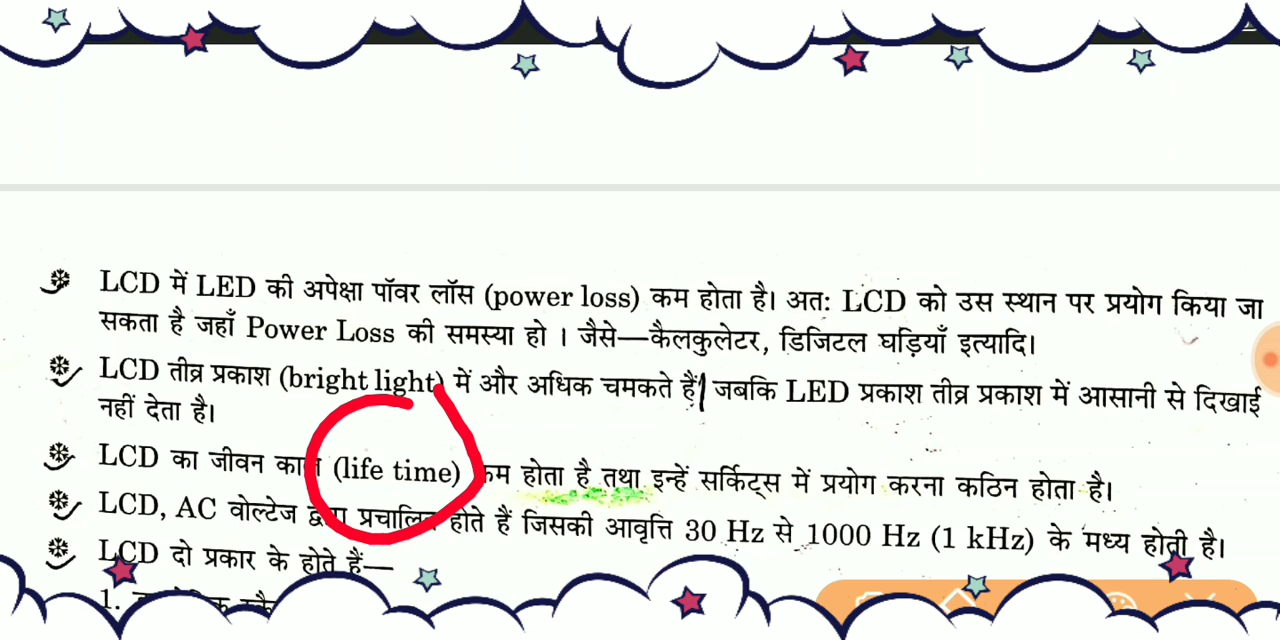 LCD में LED की अपेक्षा पॉवर लॉस (power loss) कम होता है। अतः LCD को उस स्थान पर प्रयोग किया जा
सकता है जहाँ Power Loss की समस्या हो । जैसे—कैलकुलेटर, डिजिटल घड़ियाँ इत्यादि।
LCD तीव्र प्रकाश (bright light) में और अधिक चमकते हैं। जबकि LED प्रकाश तीव्र प्रकाश में आसानी से दिखाई
नहीं देता है।
LCD का जीवन काल (life time) कम होता है तथा इन्हें सर्किट्स में प्रयोग करना कठिन होता है।
LCD, AC वोल्टेज द्वारा प्रचालित होते हैं जिसकी आवृत्ति 30 Hz से 1000 Hz (1 kHz) के मध्य होती है।
LCD दो प्रकार के होते हैं—
1.